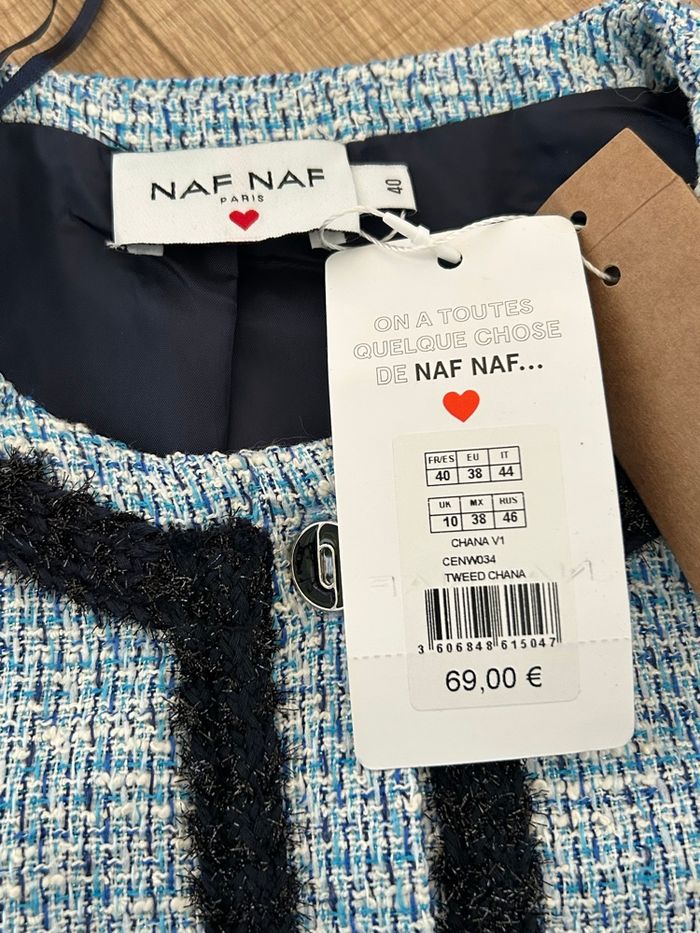 NAF NAF
PARIS
40
ON A TOUTES
QUELQUE CHOSE
DE NAF NAF...
FR/ES EU IT
40 38 44
UK MX RUS
10 38 46
CHANA V1
CENW034
TWEED CHANA
3 606848 615047
69,00 €